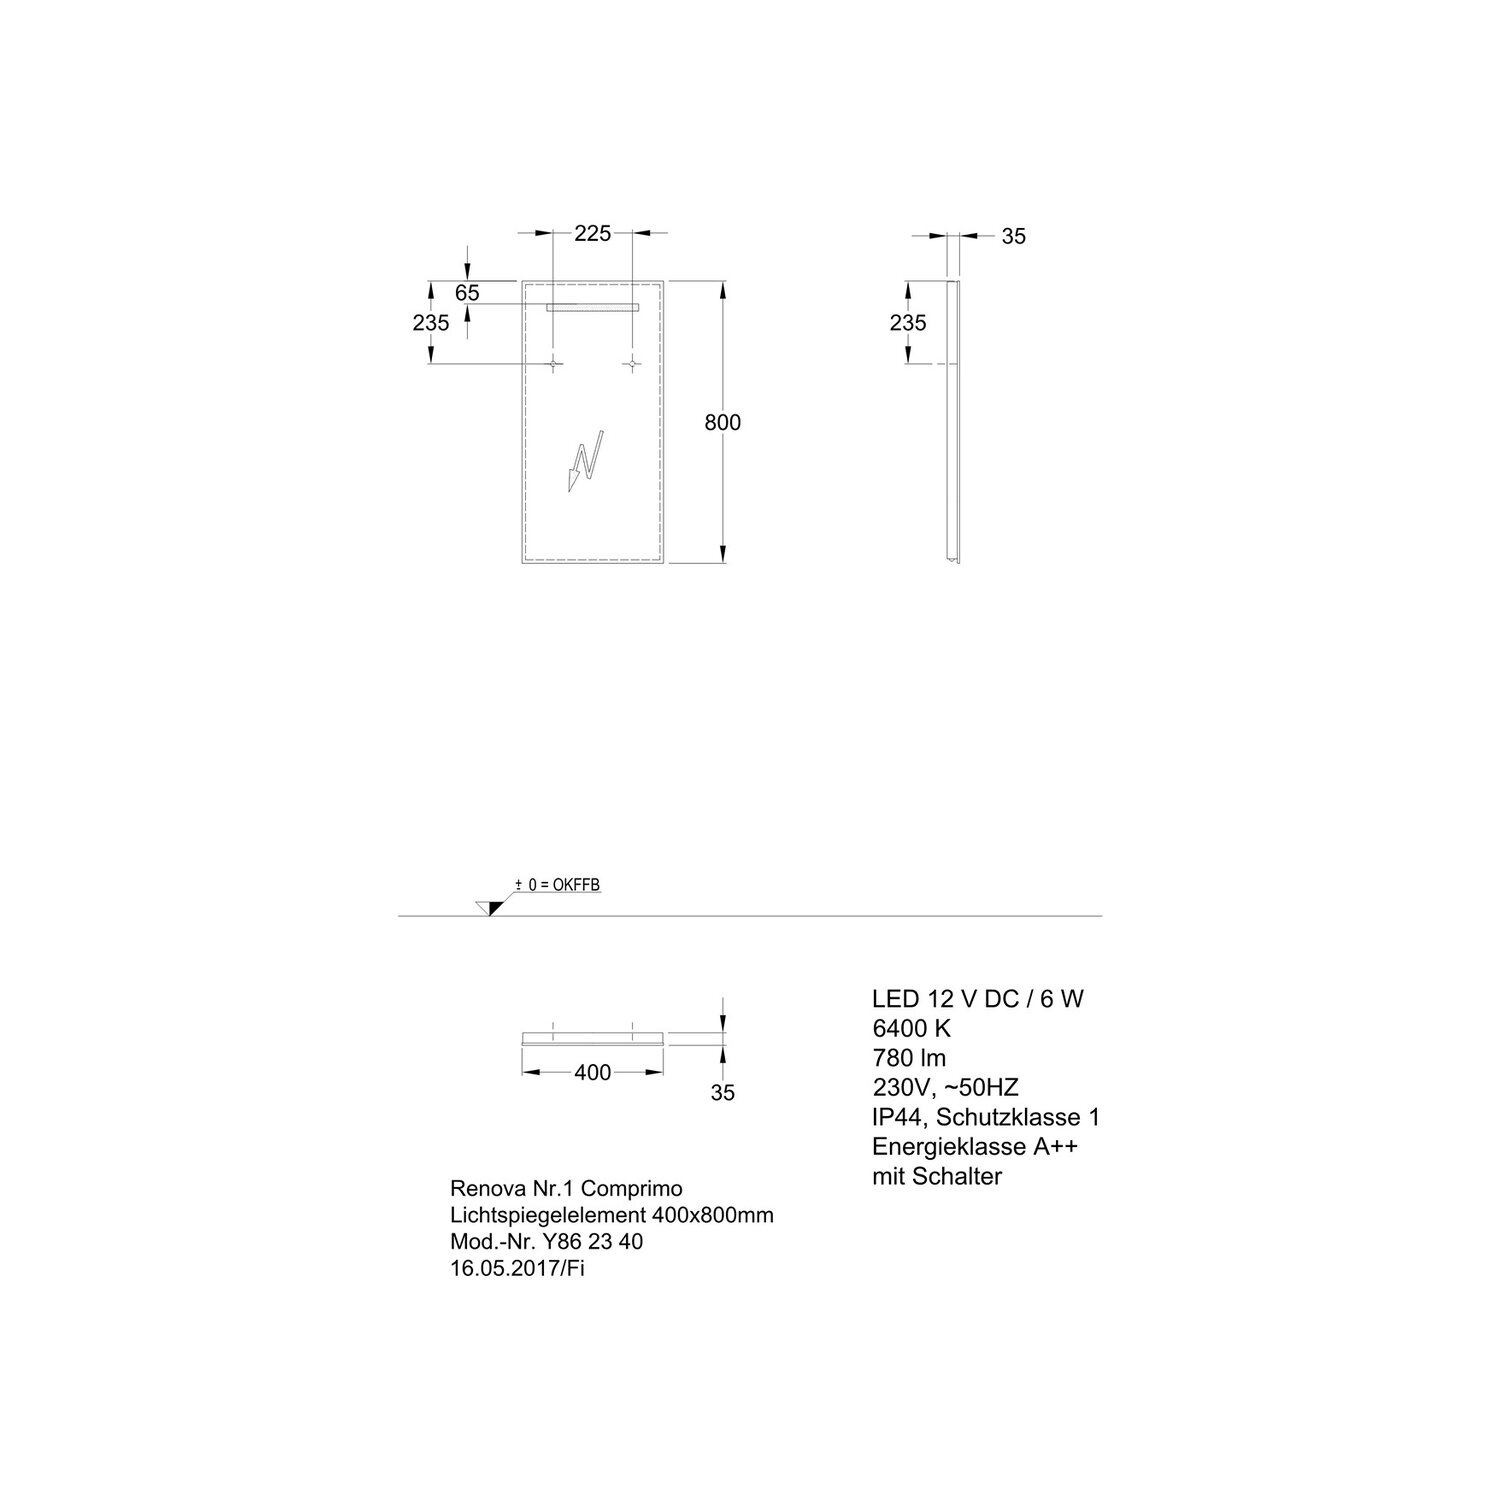 225
35
65
235
235
800
± 0 = OKFFB
LED 12 V DC / 6 W
6400 K
780 lm
230V, ~50HZ
IP44, Schutzklasse 1
Energieklasse A++
mit Schalter
400
35
Renova Nr.1 Comprimo
Lichtspiegelelement 400x800mm
Mod.-Nr. Y86 23 40
16.05.2017/Fi